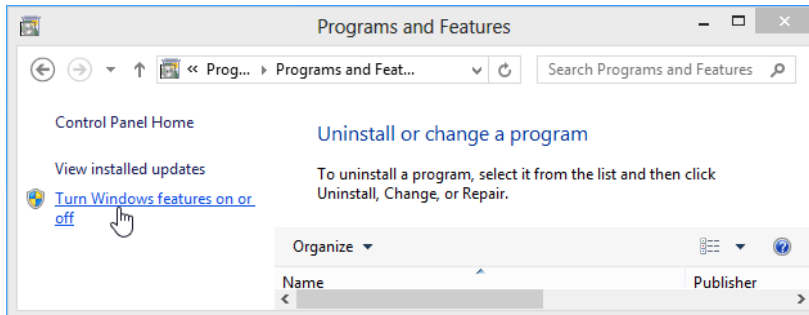 Programs and Features
« Prog... Programs and Feat...
Search Programs and Features
Control Panel Home
View installed updates
Turn Windows features on or
off
Uninstall or change a program
To uninstall a program, select it from the list and then click
Uninstall, Change, or Repair.
Organize
Name Publisher